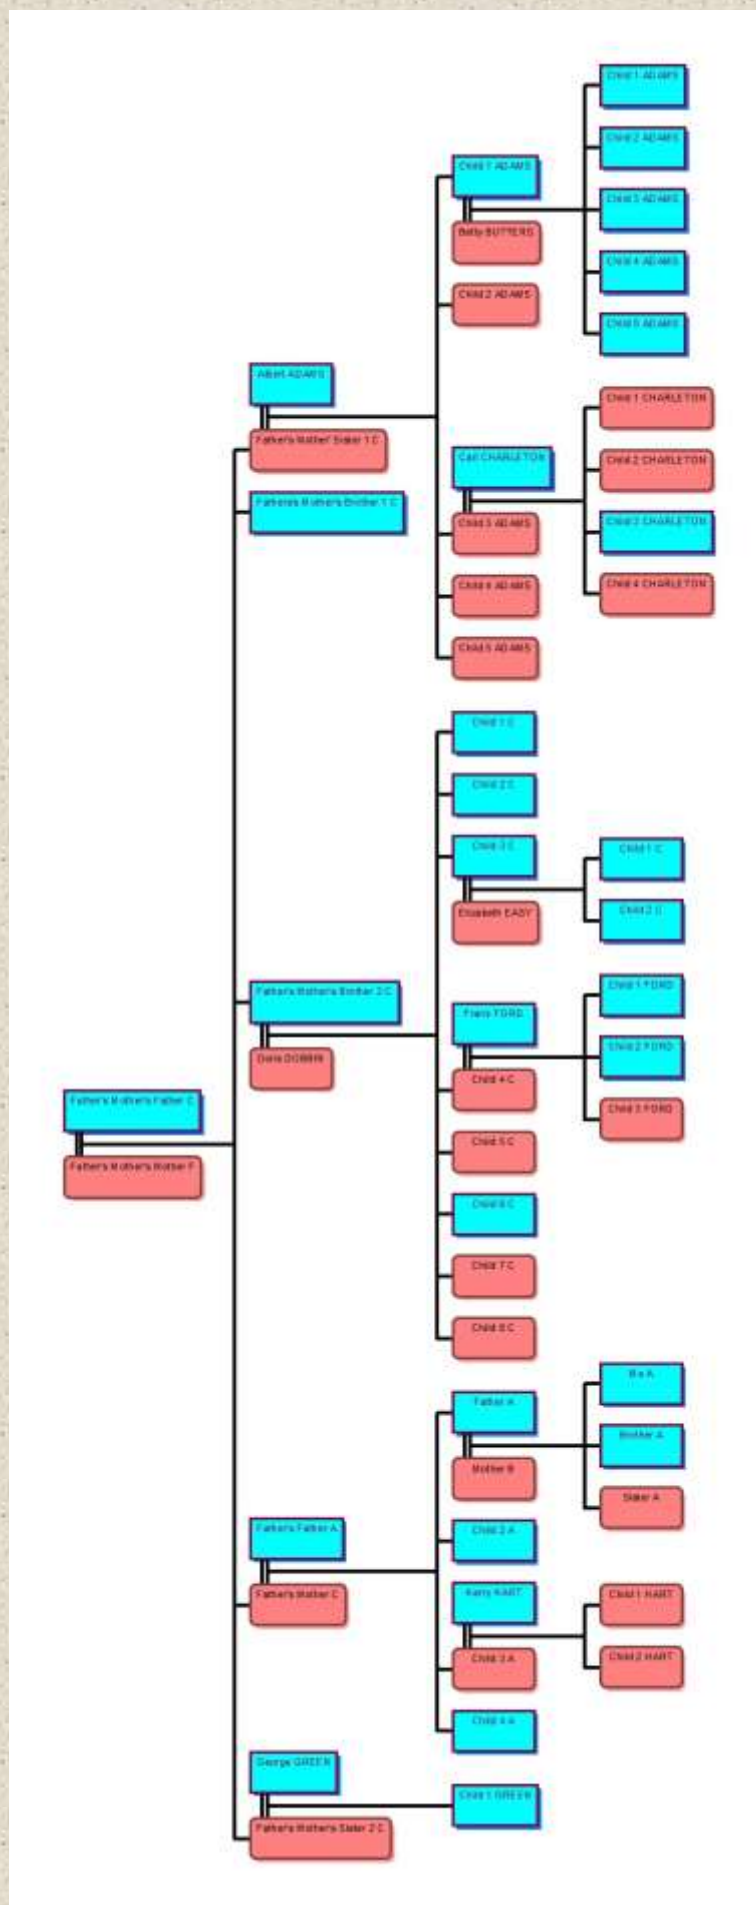 Child 1 ADAMS
Child 2 ADAMS
Child 1 ADAMS
Child 3 ADAMS
Betty BUTTERS
Child 4 ADAMS
Child 2 ADAMS
Child 5 ADAMS
Albert ADAMS
Child 1 CHARLETON
Father's Mother' Sister 1 C
Carl CHARLETON
Child 2 CHARLETON
Mother's Brother 1 C
Child 3 CHARLETON
Child 3 ADAMS
Child 4 ADAMS
Child 4 CHARLETON
Child 5 ADAMS
Child 1 C
Child 2 C
Child 3 C
Child 1 C
Elizabeth EASY
Child 2 C
Father's Mother's Brother 2 C
Child 1 FORD
FORD
Child 2 FORD
Doris DOBBIN
Child 4 C
Father's Mother's Father C
Child 3 FORD
Child 5 C
Father's Mother's Mother F
Child 6 C
Child 7 C
Child 8 C
A
Father A
Brother A
Mother B
Sister A
Father's Father A
Child 2 A
Father's Mother C
HART
Child 1 HART
Child 3 A
Child 2 HART
Child 4 A
George GREEN
Child 1 GREEN
Father's Mother's Sister 2 C